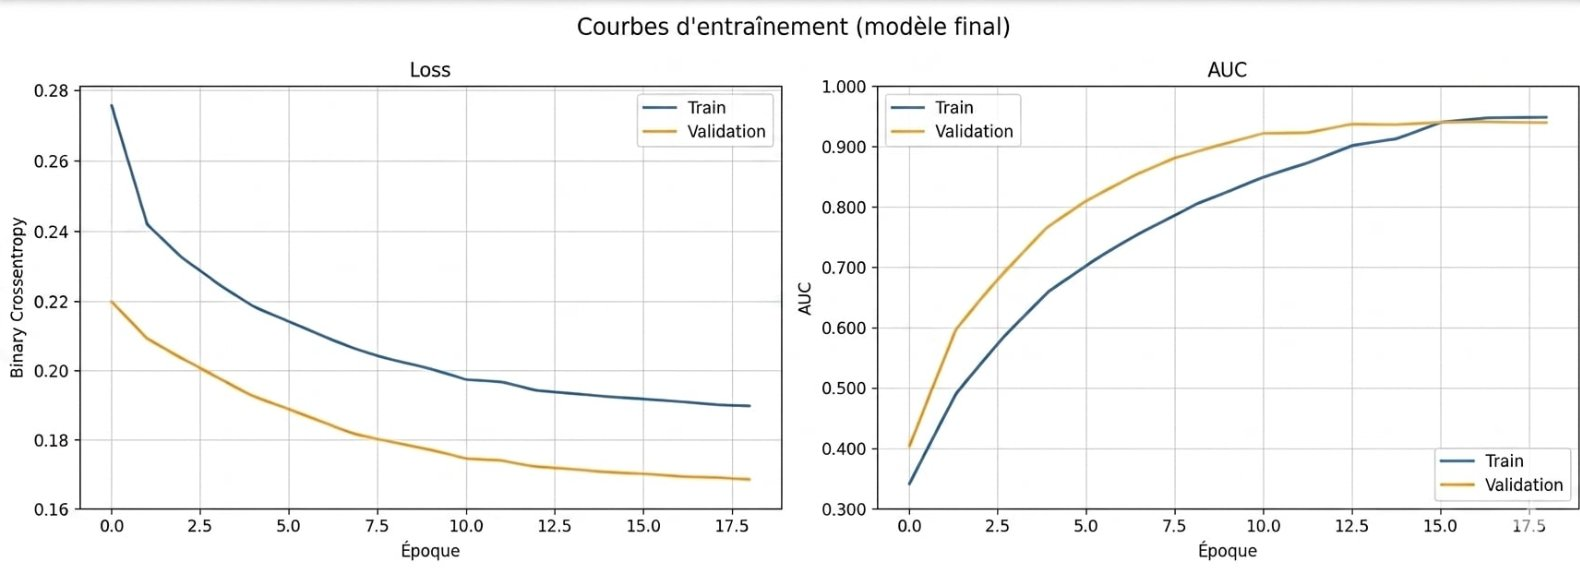 Courbes d'entraînement (modèle final)
Loss
0.28
0.26
0.24
0.22
0.20
0.18
0.16
Binary Crossentropy
Train
Validation
0.0 2.5 5.0 7.5 10.0 12.5 15.0 17.5
Époque
AUC
1.000
0.900
0.800
0.700
0.600
0.500
0.400
0.300
AUC
Train
Validation
Train
Validation
0.0 2.5 5.0 7.5 10.0 12.5 15.0 17.5
Époque